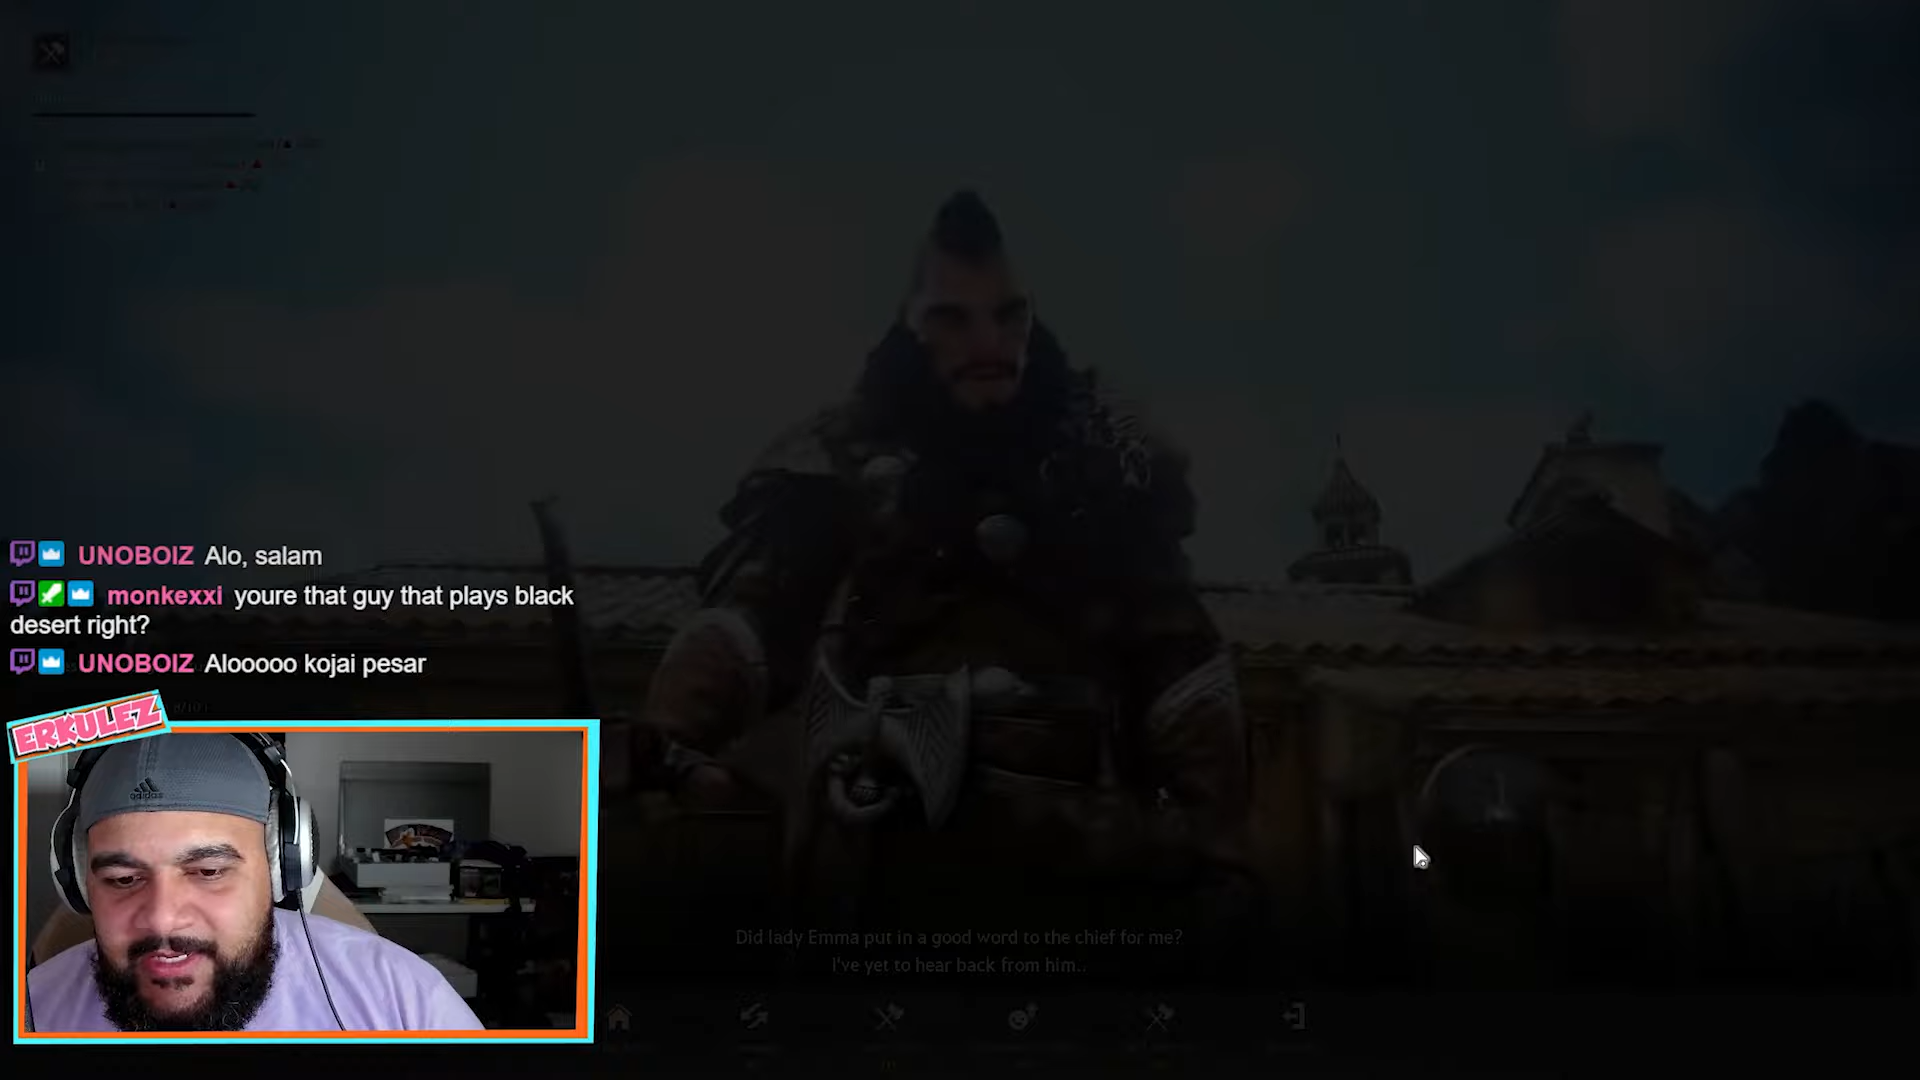 UNOBOIZ Alo, salam
monkexxi youre that guy that plays black
desert right?
UNOBOIZ Alooooo kojai pesar
ERKULEZ
adidas
Did lady Emma put in a good word to the chief for me?
I've yet to hear back from him..